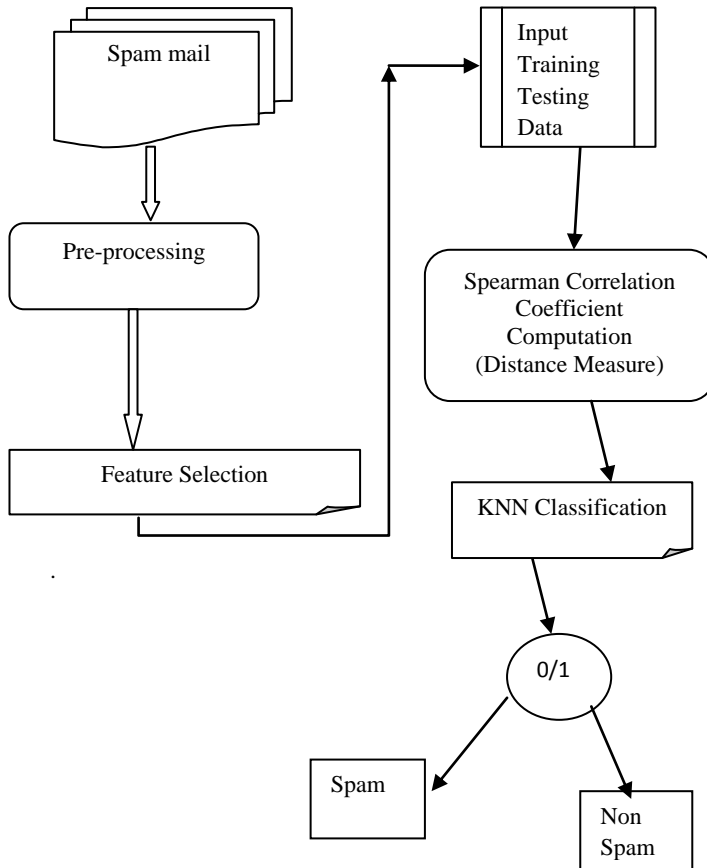 Spam mail
Pre-processing
Feature Selection
.
Input
Training
Testing
Data
Spearman Correlation
Coefficient
Computation
(Distance Measure)
KNN Classification
0/1
Spam
Non
Spam